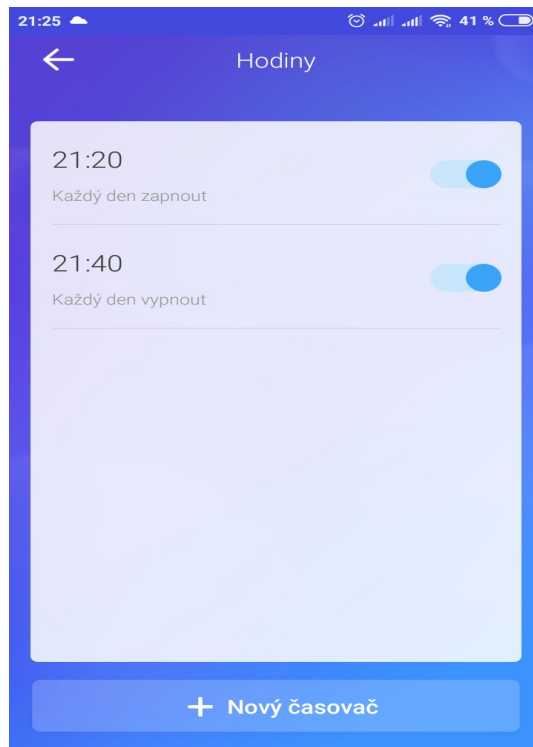 21:25 41 %
Hodiny
21:20
Každý den zapnout
21:40
Každý den vypnout
+ Nový časovač